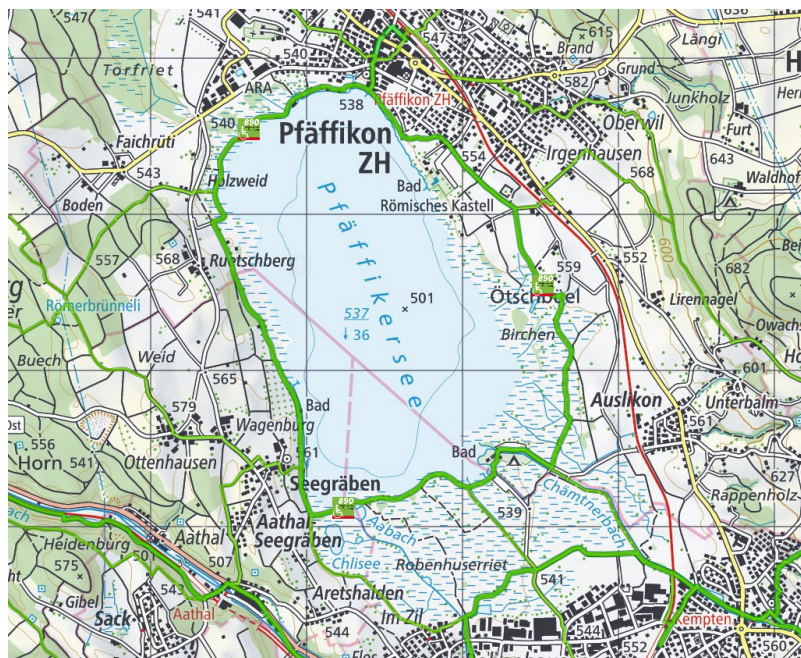 547
541
540
547
615
636
Brand
Längi
H
Torfriet
582
Grund
ARA
538
Pfäffikon ZH
Junkholz
540
Pfäffikon
ZH
890
Oberwil
Furt
Faichrüti
543
554
Irgenhausen
643
Holzweid
Bad
568
Waldhof
Boden
Römisches Kastell
557
568
Ruetschberg
Pfäffikersee
559
552
600
682
890
Ötschbüel
501
Römerbrünneli
537
36
Lirennagel
Birchen
Owach
Buech
Weid
565
601
579
Bad
Auslikon
Unterbalm
Wagenburg
561
556
561
Horn
541
Ottenhausen
Bad
627
Seegräben
890
Rappenholz
539
Chämtnerbach
Aathal
Aathal-
Seegräben
Aabach
Heidenburg
501
Chlisee
Robenhuserriet
575
507
541
543
Gibel
Aathal
Aretshalden
Sack
544
Im Zil
544
552
Kempten
560